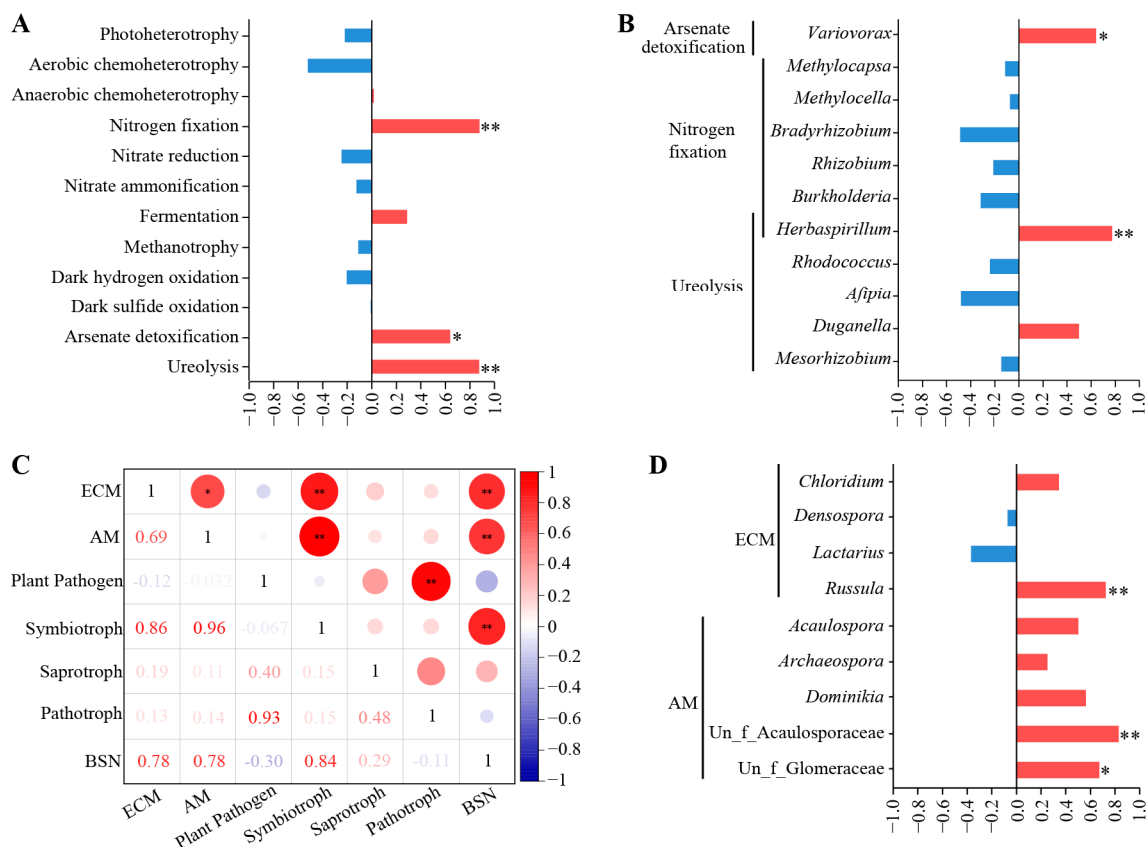 A
Photoheterotrophy
Aerobic chemoheterotrophy
Anaerobic chemoheterotrophy
Nitrogen fixation **
Nitrate reduction
Nitrate ammonification
Fermentation
Methanotrophy
Dark hydrogen oxidation
Dark sulfide oxidation
Arsenate detoxification *
Ureolysis **
−1.0 −0.8 −0.6 −0.4 −0.2 0.0 0.2 0.4 0.6 0.8 1.0
B
Arsenate
detoxification
Nitrogen
fixation
Ureolysis
Variovorax *
Methylocapsa
Methylocella
Bradyrhizobium
Rhizobium
Burkholderia
Herbaspirillum **
Rhodococcus
Afipia
Duganella
Mesorhizobium
−1.0 −0.8 −0.6 −0.4 −0.2 0.0 0.2 0.4 0.6 0.8 1.0
C
ECM 1 * ** **
AM 0.69 1 ** **
Plant Pathogen -0.12 -0.032 1 **
Symbiotroph 0.86 0.96 -0.067 1 **
Saprotroph 0.19 0.11 0.40 0.15 1
Pathotroph 0.13 0.14 0.93 0.15 0.48 1
BSN 0.78 0.78 -0.30 0.84 0.29 -0.11 1
ECM AM Plant Pathogen Symbiotroph Saprotroph Pathotroph BSN
1
0.8
0.6
0.4
0.2
0
−0.2
−0.4
−0.6
−0.8
−1
D
ECM
AM
Chloridium
Densospora
Lactarius
Russula **
Acaulospora
Archaeospora
Dominikia
Un_f_Acaulosporaceae **
Un_f_Glomeraceae *
−1.0 −0.8 −0.6 −0.4 −0.2 0.0 0.2 0.4 0.6 0.8 1.0